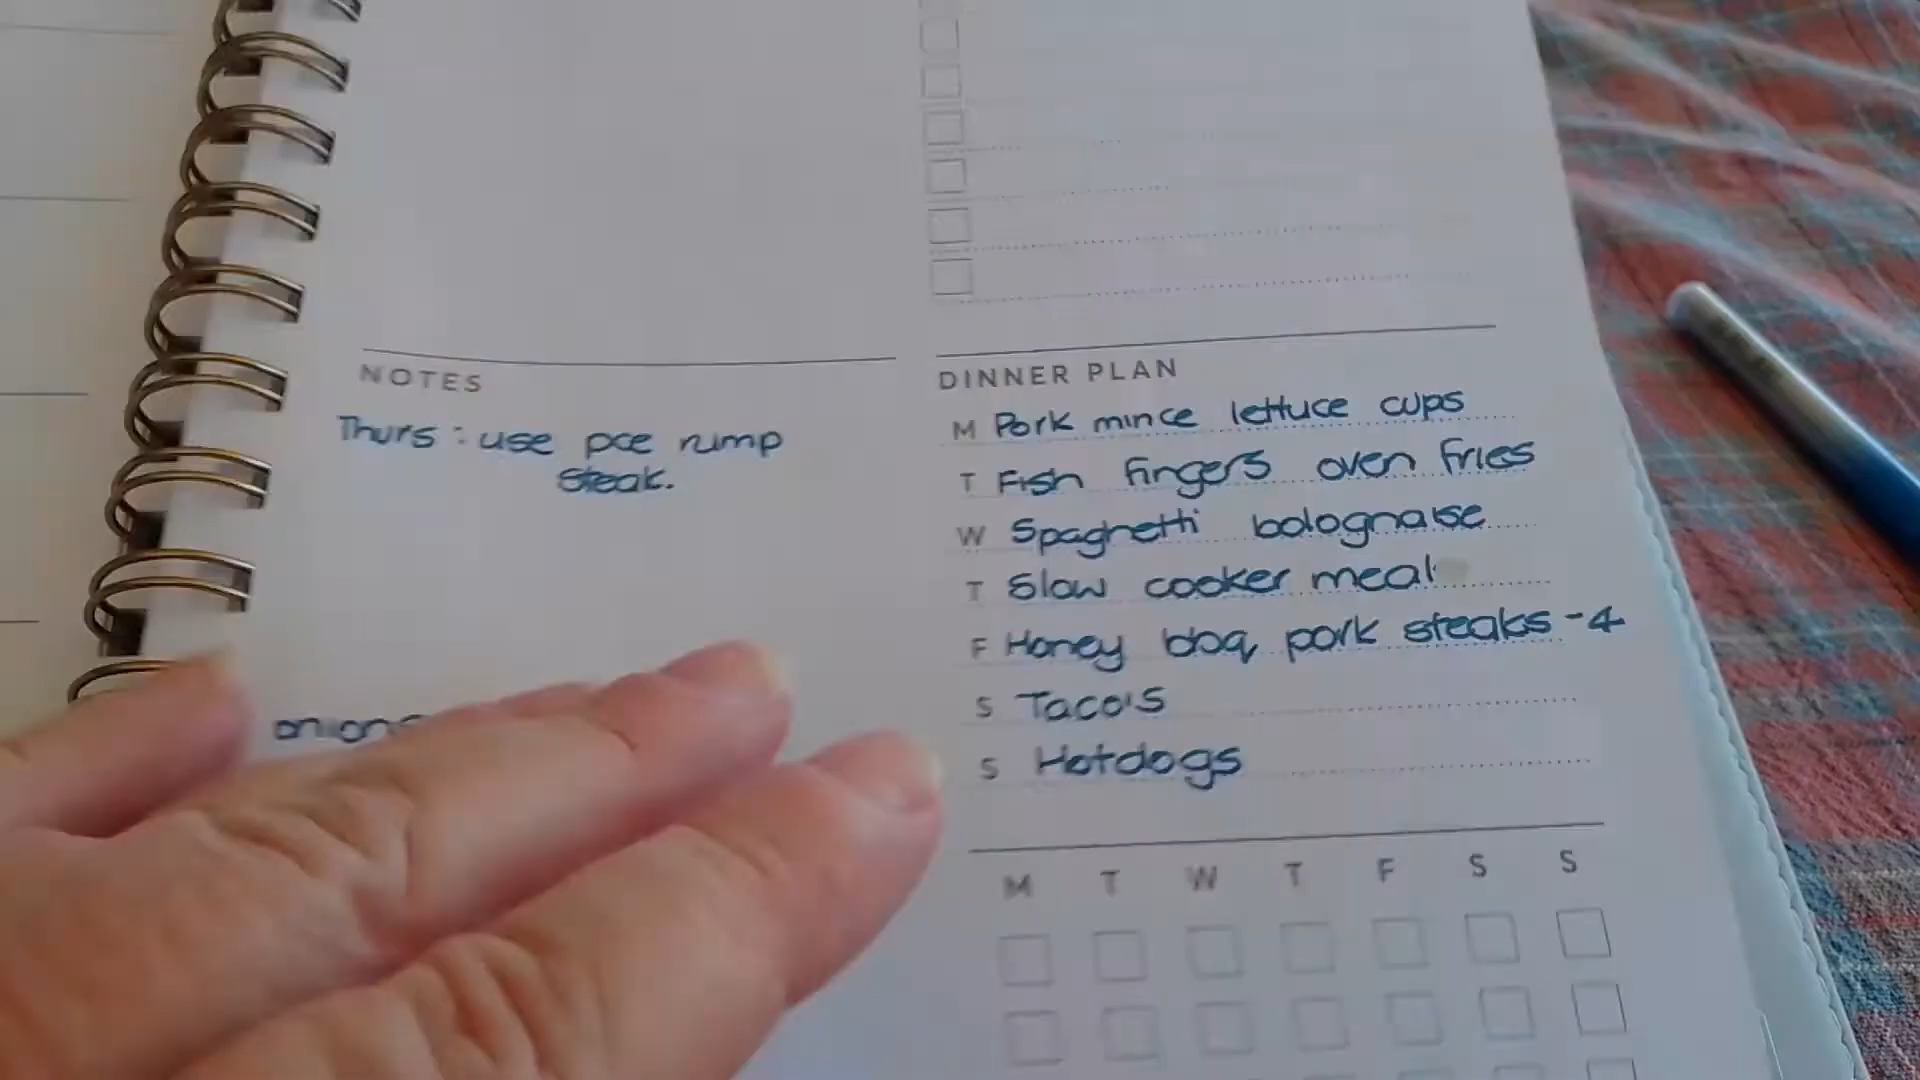 NOTES
Thurs : use pce rump
steak.
onions
DINNER PLAN
M Pork mince lettuce cups
T Fish fingers oven fries
W Spaghetti bolognaise
T Slow cooker meal
F Honey bbq pork steaks - 4
S Taco's
S Hotdogs
M T W T F S S